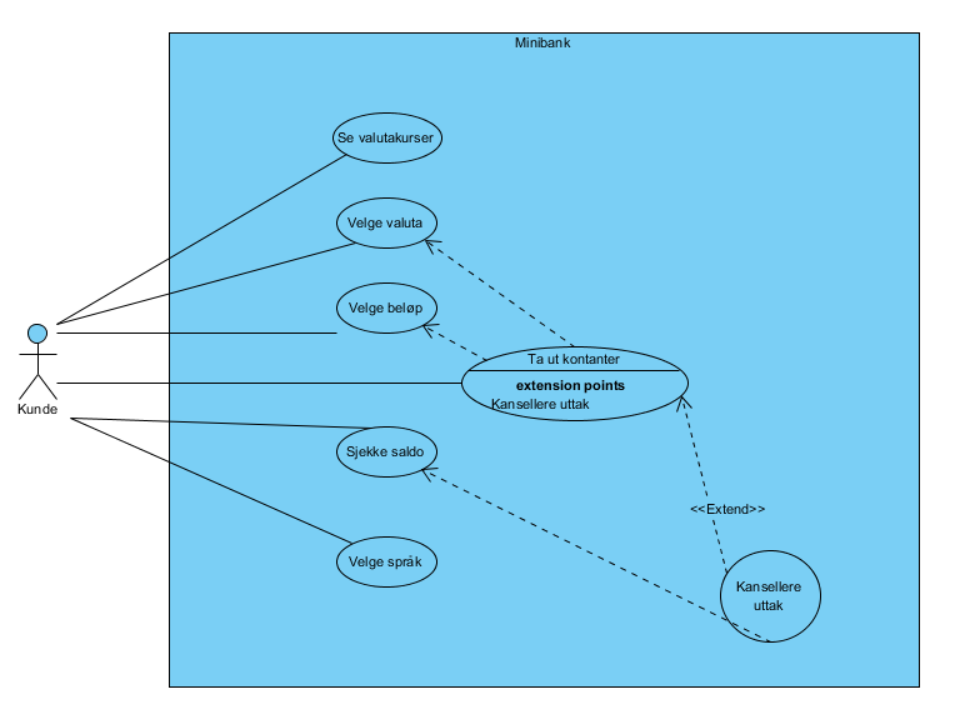 Minibank
Se valutakurser
Velge valuta
Velge beløp
Ta ut kontanter
extension points
Kansellere uttak
Kunde
Sjekke saldo
<<Extend>>
Velge språk
Kansellere
uttak